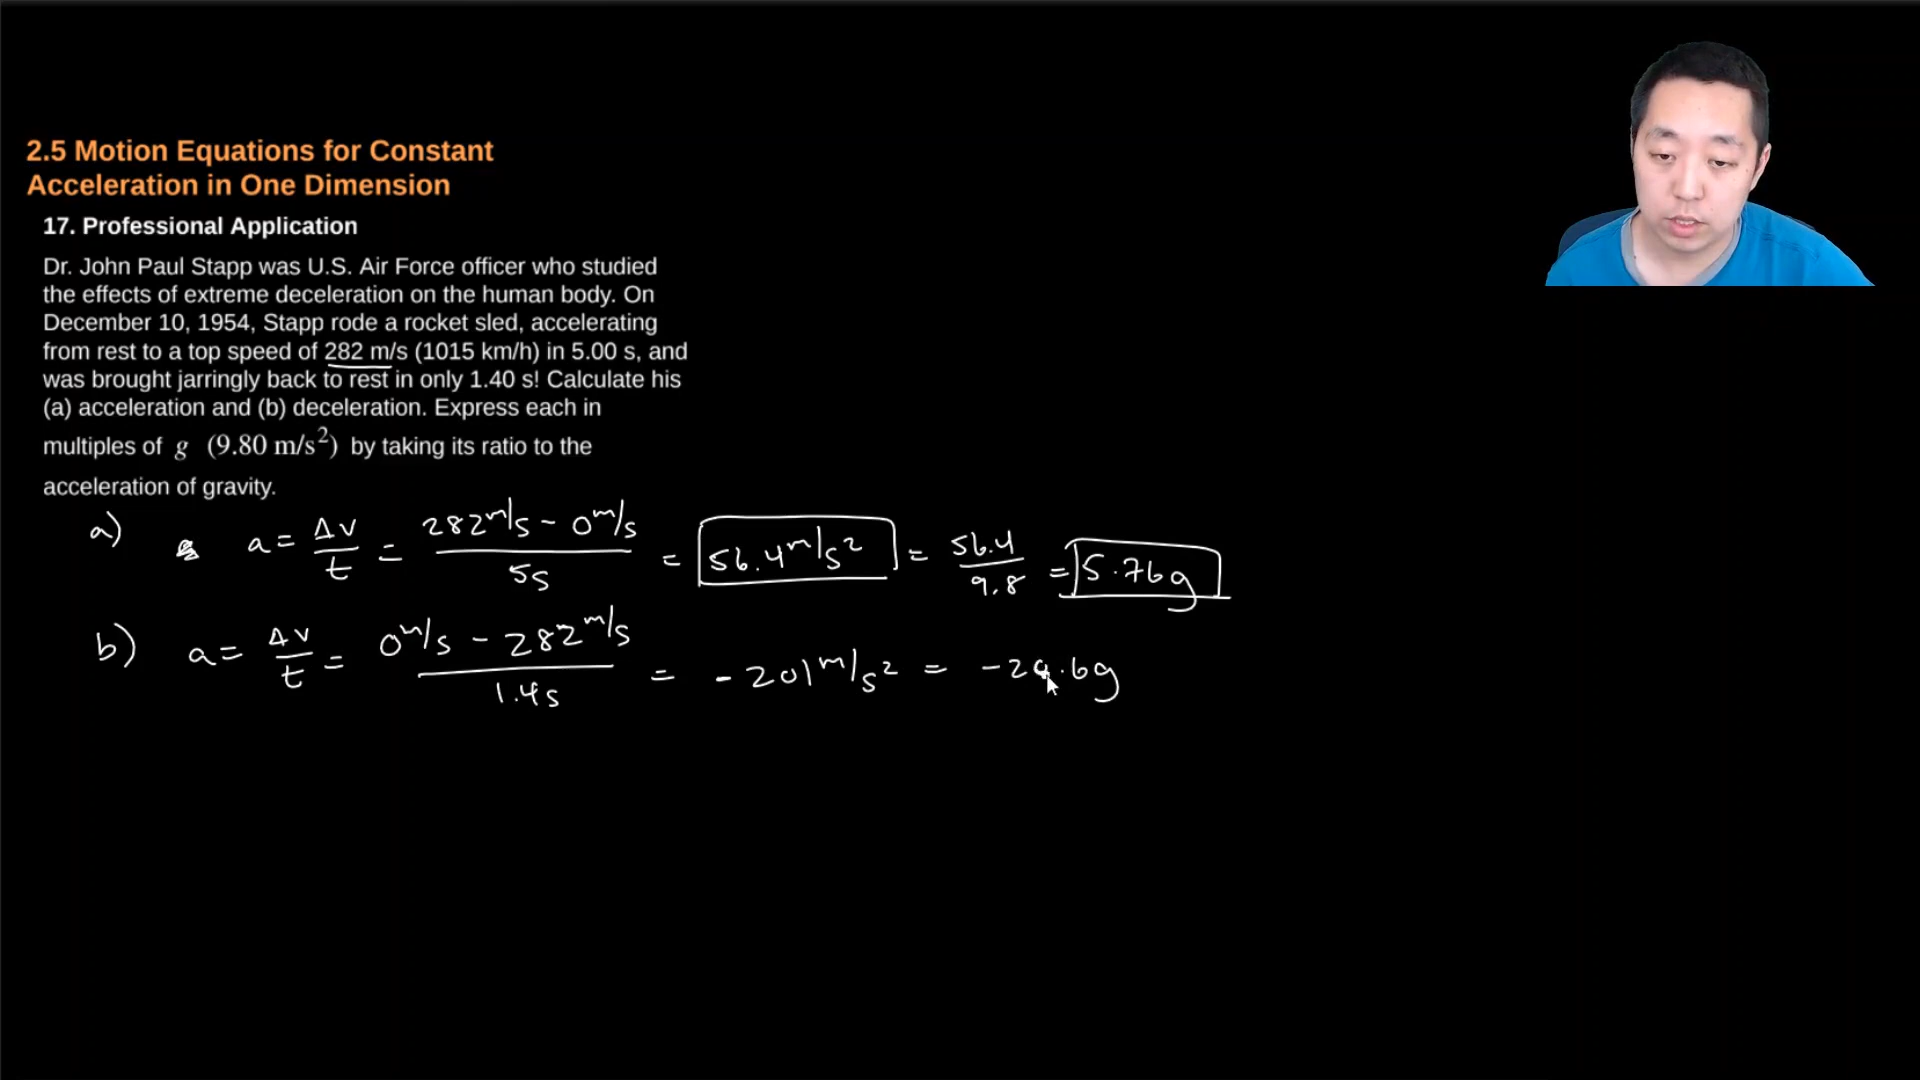 2.5 Motion Equations for Constant
Acceleration in One Dimension
17. Professional Application
Dr. John Paul Stapp was U.S. Air Force officer who studied
the effects of extreme deceleration on the human body. On
December 10, 1954, Stapp rode a rocket sled, accelerating
from rest to a top speed of 282 m/s (1015 km/h) in 5.00 s, and
was brought jarringly back to rest in only 1.40 s! Calculate his
(a) acceleration and (b) deceleration. Express each in
multiples of g (9.80 m/s²) by taking its ratio to the
acceleration of gravity.
a) a = Δv/t = (282 m/s - 0 m/s)/5s = 56.4 m/s² = 56.4/9.8 = 5.76g
b) a = Δv/t = (0 m/s - 282 m/s)/1.4s = -201 m/s² =